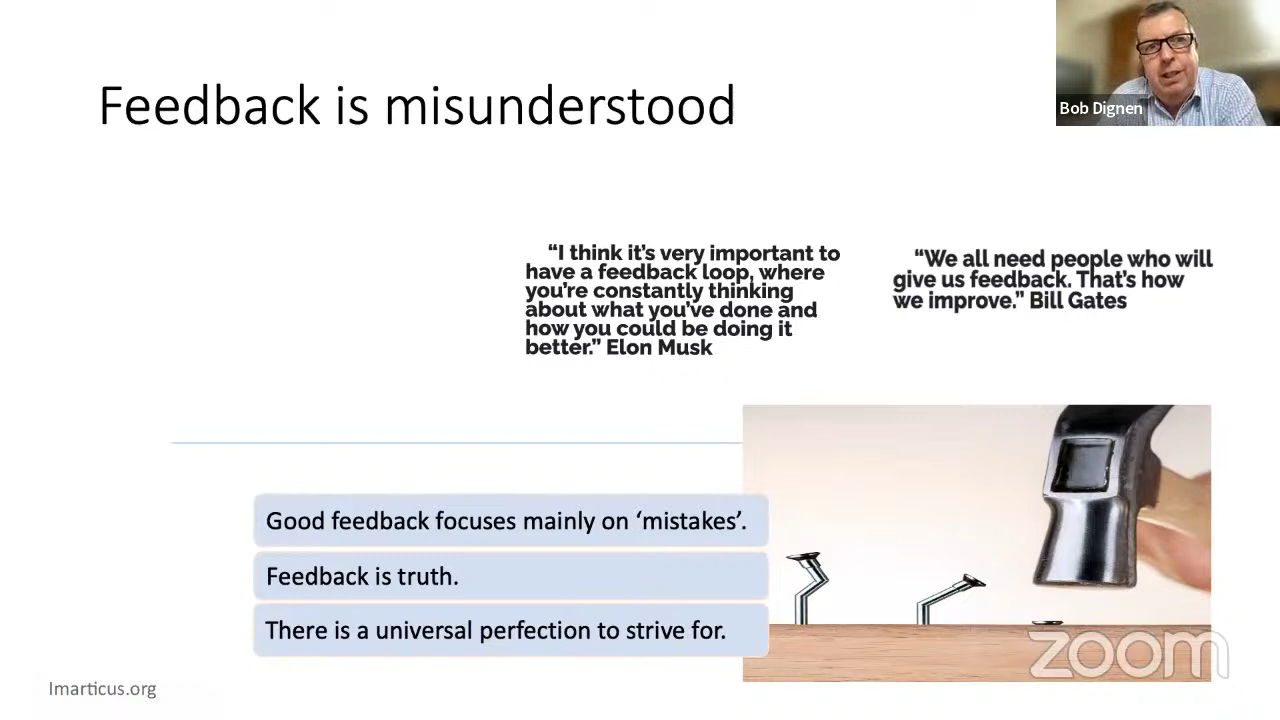 Feedback is misunderstood
Bob Dignen
“I think it’s very important to
have a feedback loop, where
you’re constantly thinking
about what you’ve done and
how you could be doing it
better.” Elon Musk
“We all need people who will
give us feedback. That’s how
we improve.” Bill Gates
Good feedback focuses mainly on ‘mistakes’.
Feedback is truth.
There is a universal perfection to strive for.
Imarticus.org
zoom